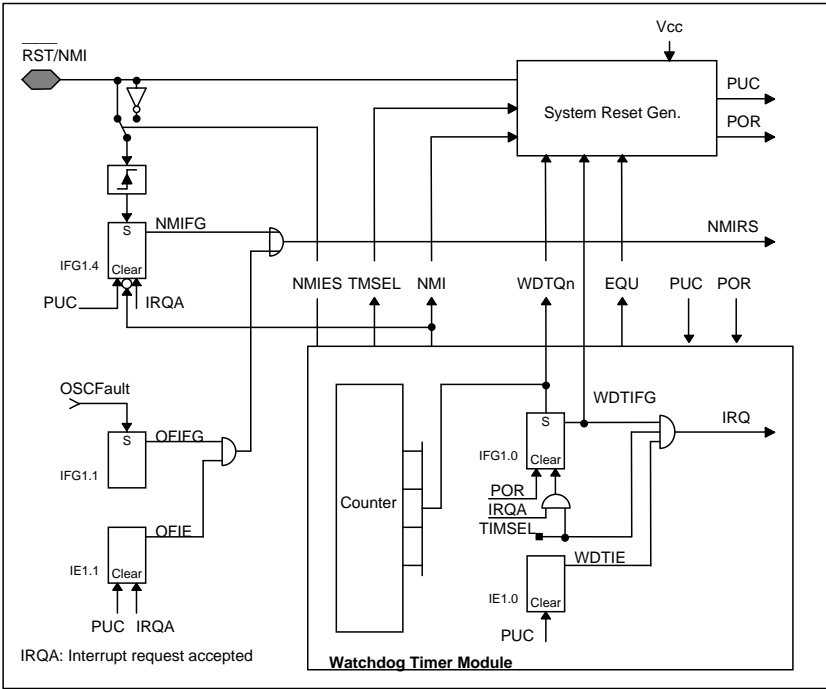 Vcc
RST/NMI
System Reset Gen.
PUC
POR
S
NMIFG
NMIRS
IFG1.4
Clear
PUC
IRQA
NMIES
TMSEL
NMI
WDTQn
EQU
PUC
POR
OSCFault
S
OFIFG
IFG1.1
OFIE
IE1.1
Clear
PUC
IRQA
Counter
S
WDTIFG
IRQ
IFG1.0
Clear
POR
IRQA
TIMSEL
WDTIE
IE1.0
Clear
PUC
IRQA: Interrupt request accepted
Watchdog Timer Module